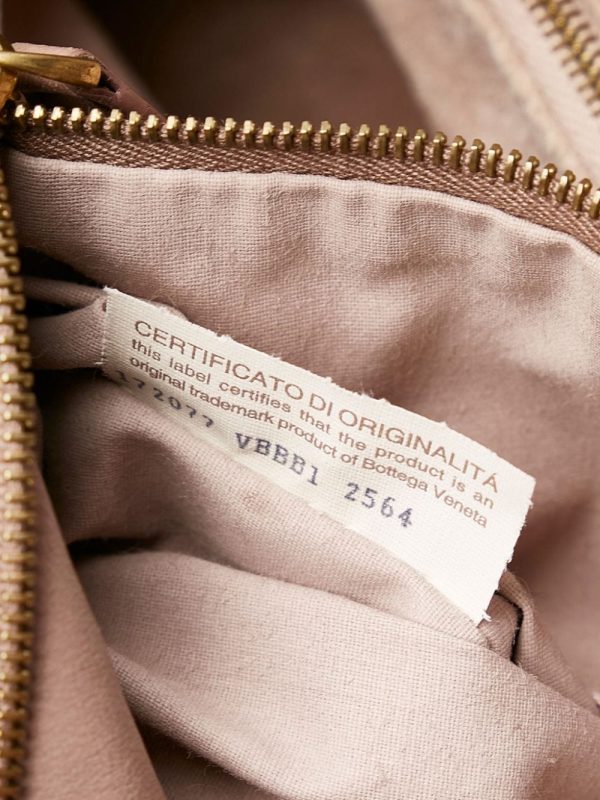 CERTIFICATO DI ORIGINALITÁ
this label certifies that the product is an
original trademark product of Bottega Veneta
172077 VBBB1 2564